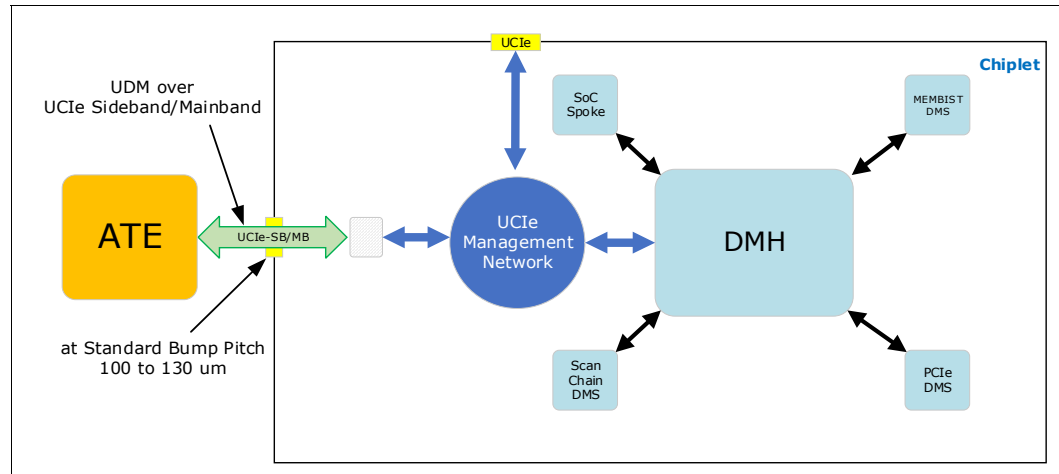 UCIe
Chiplet
UDM over
UCIe Sideband/Mainband
SoC
Spoke
MEMBIST
DMS
ATE
UCIe-SB/MB
UCIe
Management
Network
DMH
at Standard Bump Pitch
100 to 130 um
Scan
Chain
DMS
PCIe
DMS